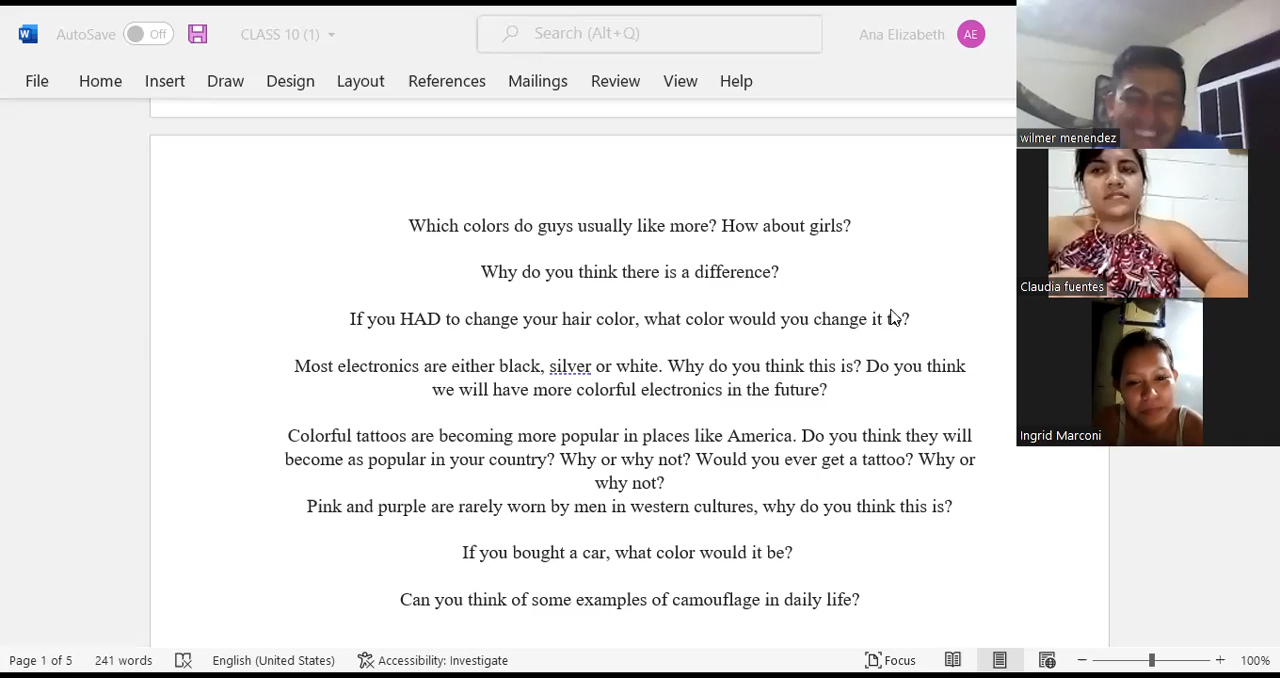 AutoSave Off CLASS 10 (1) Search (Alt+Q) Ana Elizabeth AE
File Home Insert Draw Design Layout References Mailings Review View Help
wilmer menendez
Claudia fuentes
Ingrid Marconi
Which colors do guys usually like more? How about girls?
Why do you think there is a difference?
If you HAD to change your hair color, what color would you change it to?
Most electronics are either black, silver or white. Why do you think this is? Do you think
we will have more colorful electronics in the future?
Colorful tattoos are becoming more popular in places like America. Do you think they will
become as popular in your country? Why or why not? Would you ever get a tattoo? Why or
why not?
Pink and purple are rarely worn by men in western cultures, why do you think this is?
If you bought a car, what color would it be?
Can you think of some examples of camouflage in daily life?
Page 1 of 5 241 words English (United States) Accessibility: Investigate Focus 100%